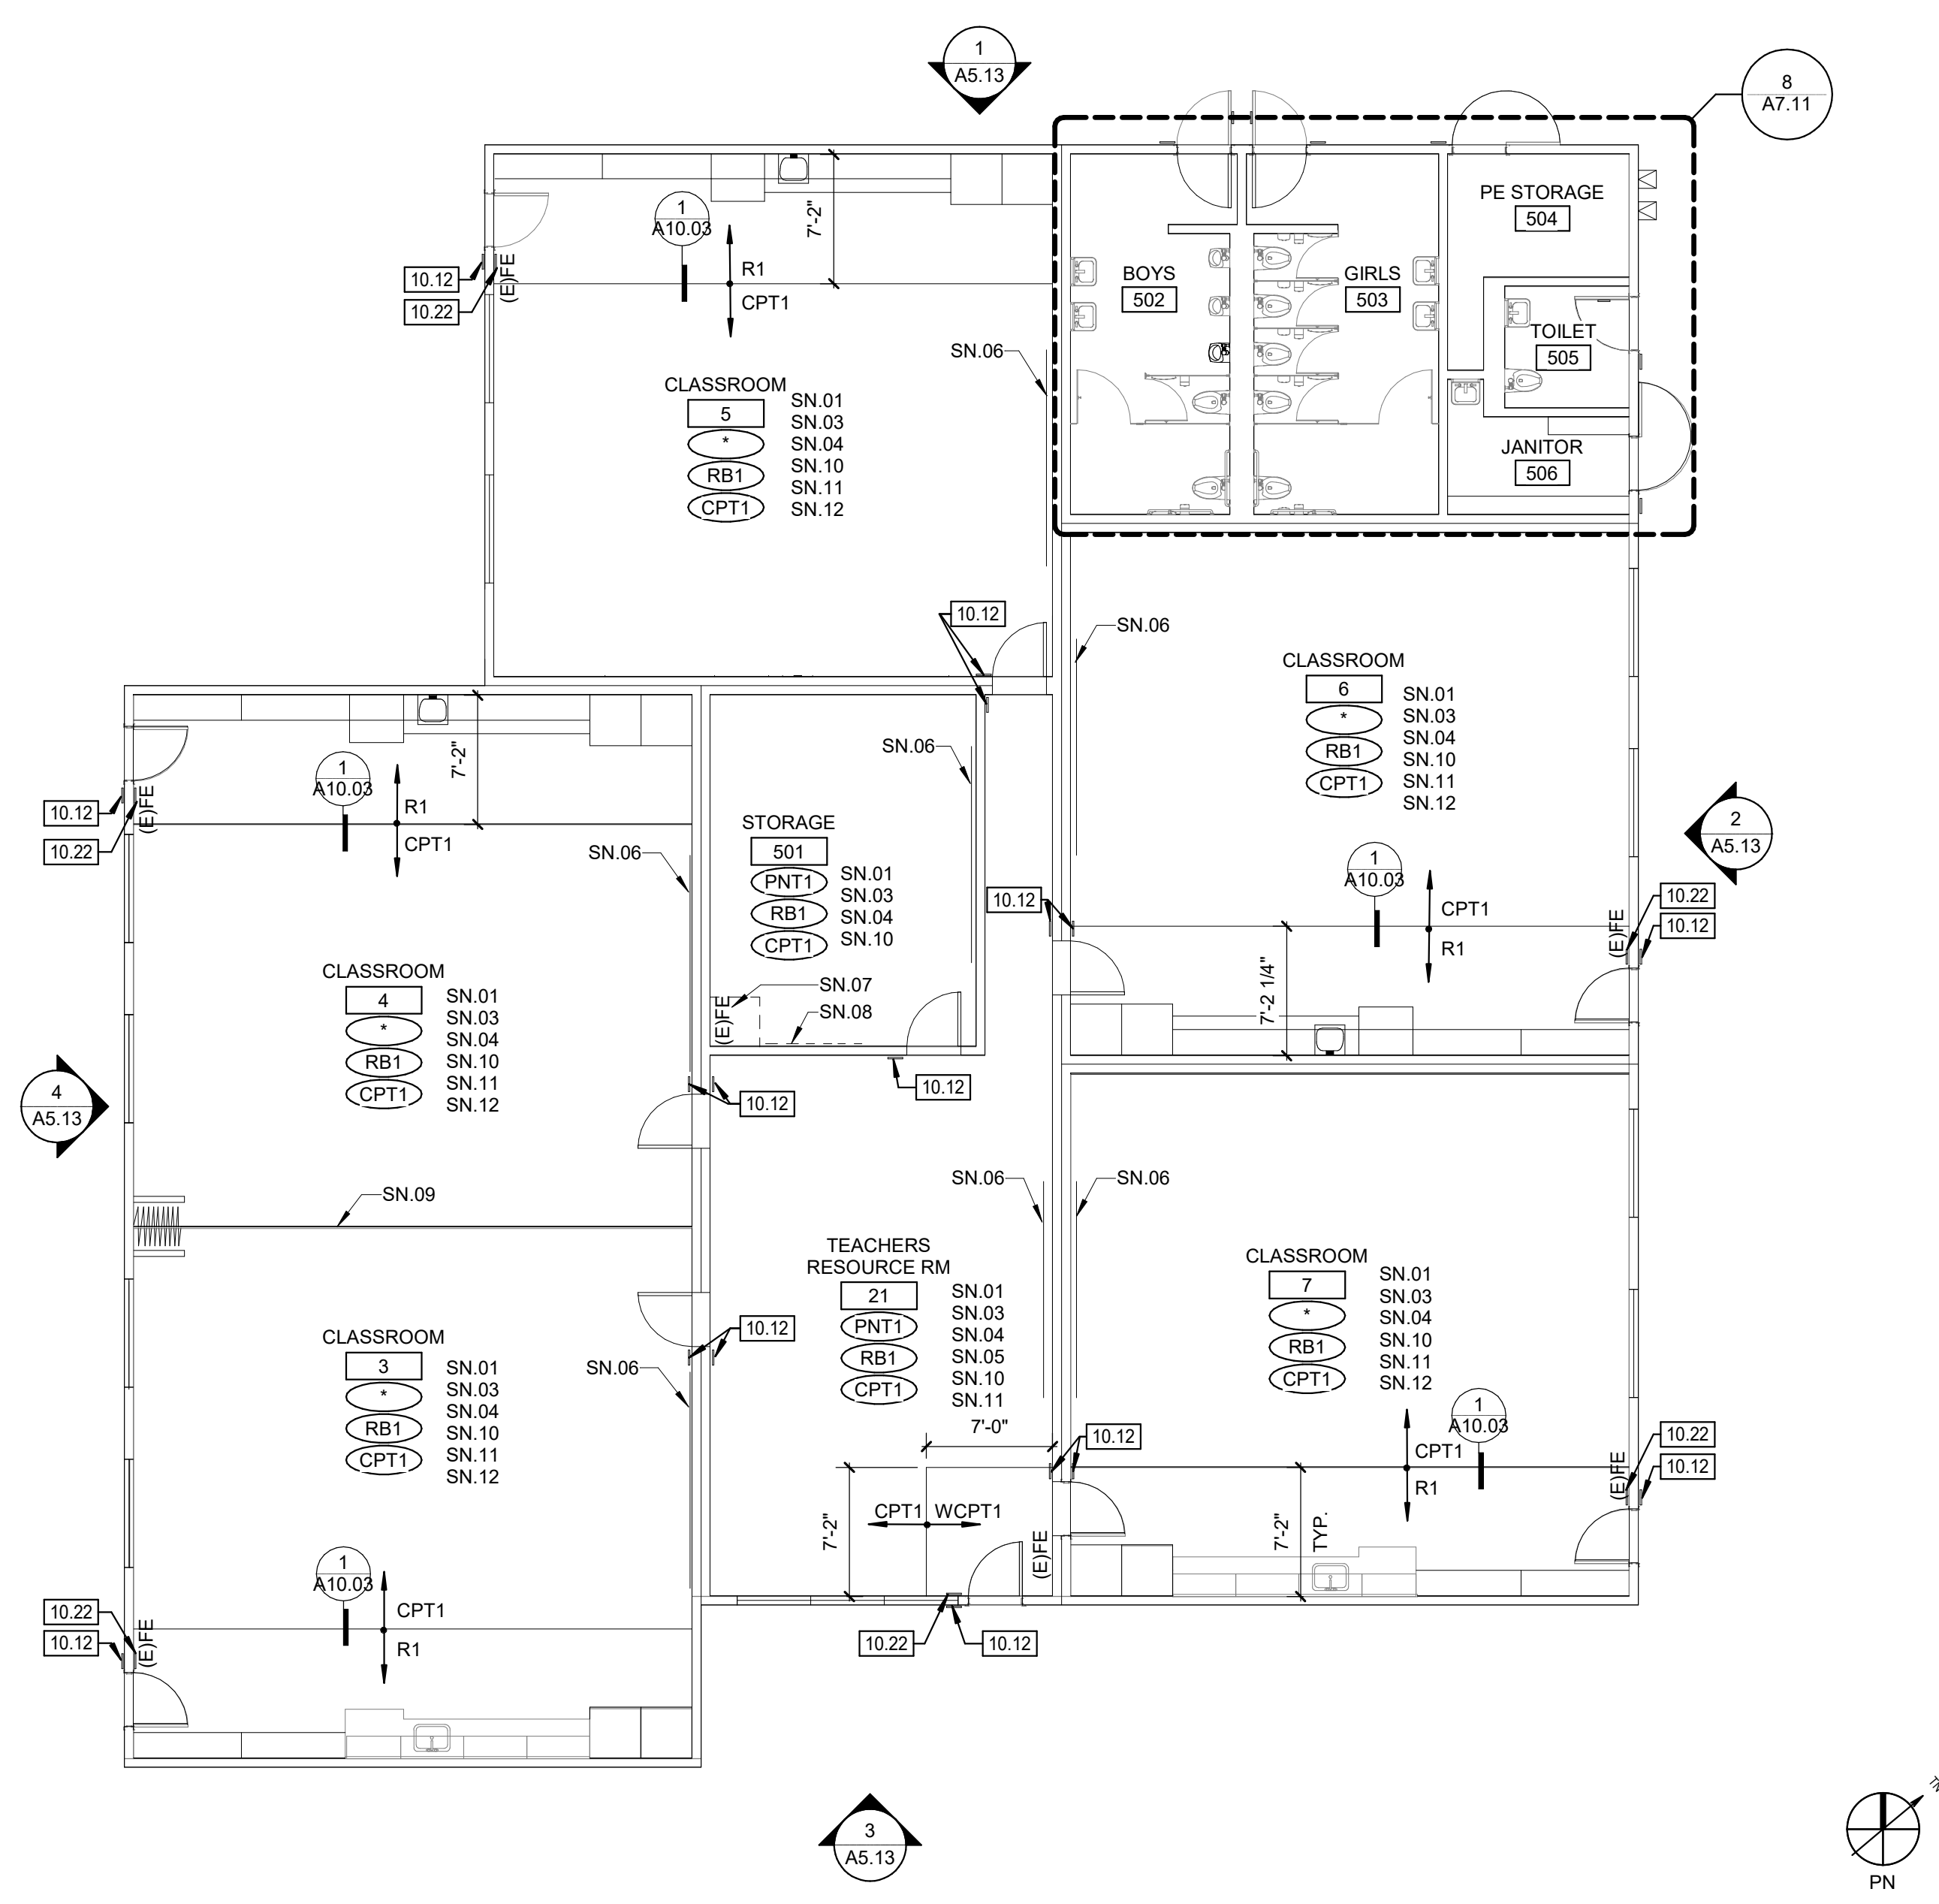 1
A5.13
8
A7.11
7'-2"
1
A10.03
R1
CPT1
10.12
10.22
(E)FE
SN.06
CLASSROOM
5
*
RB1
CPT1
SN.01
SN.03
SN.04
SN.10
SN.11
SN.12
BOYS
502
GIRLS
503
PE STORAGE
504
TOILET
505
JANITOR
506
10.12
SN.06
CLASSROOM
6
*
RB1
CPT1
SN.01
SN.03
SN.04
SN.10
SN.11
SN.12
7'-2"
1
A10.03
R1
CPT1
10.12
10.22
(E)FE
SN.06
SN.06
STORAGE
501
PNT1
RB1
CPT1
SN.01
SN.03
SN.04
SN.10
SN.07
SN.08
(E)FE
10.12
10.12
1
A10.03
CPT1
R1
7'-2 1/4"
(E)FE
10.22
10.12
2
A5.13
CLASSROOM
4
*
RB1
CPT1
SN.01
SN.03
SN.04
SN.10
SN.11
SN.12
4
A5.13
10.12
SN.09
SN.06
SN.06
TEACHERS
RESOURCE RM
21
PNT1
RB1
CPT1
SN.01
SN.03
SN.04
SN.05
SN.10
SN.11
7'-0"
CLASSROOM
7
*
RB1
CPT1
SN.01
SN.03
SN.04
SN.10
SN.11
SN.12
10.12
SN.06
CLASSROOM
3
*
RB1
CPT1
SN.01
SN.03
SN.04
SN.10
SN.11
SN.12
10.12
1
A10.03
CPT1
R1
7'-2"
TYP.
(E)FE
10.22
10.12
7'-2"
CPT1
WCPT1
(E)FE
10.22
10.12
1
A10.03
CPT1
R1
10.22
10.12
(E)FE
3
A5.13
PN